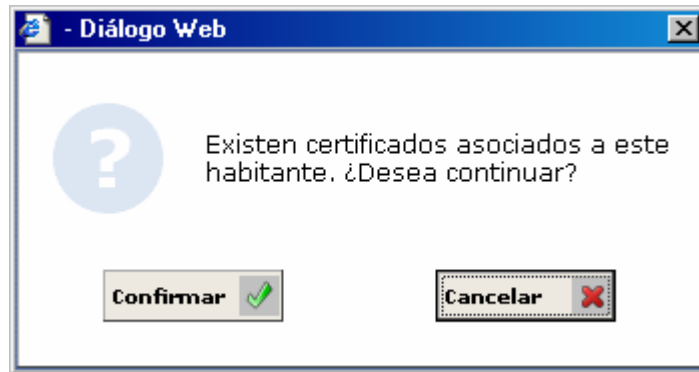 - Diálogo Web
Existen certificados asociados a este
habitante. ¿Desea continuar?
Confirmar
Cancelar